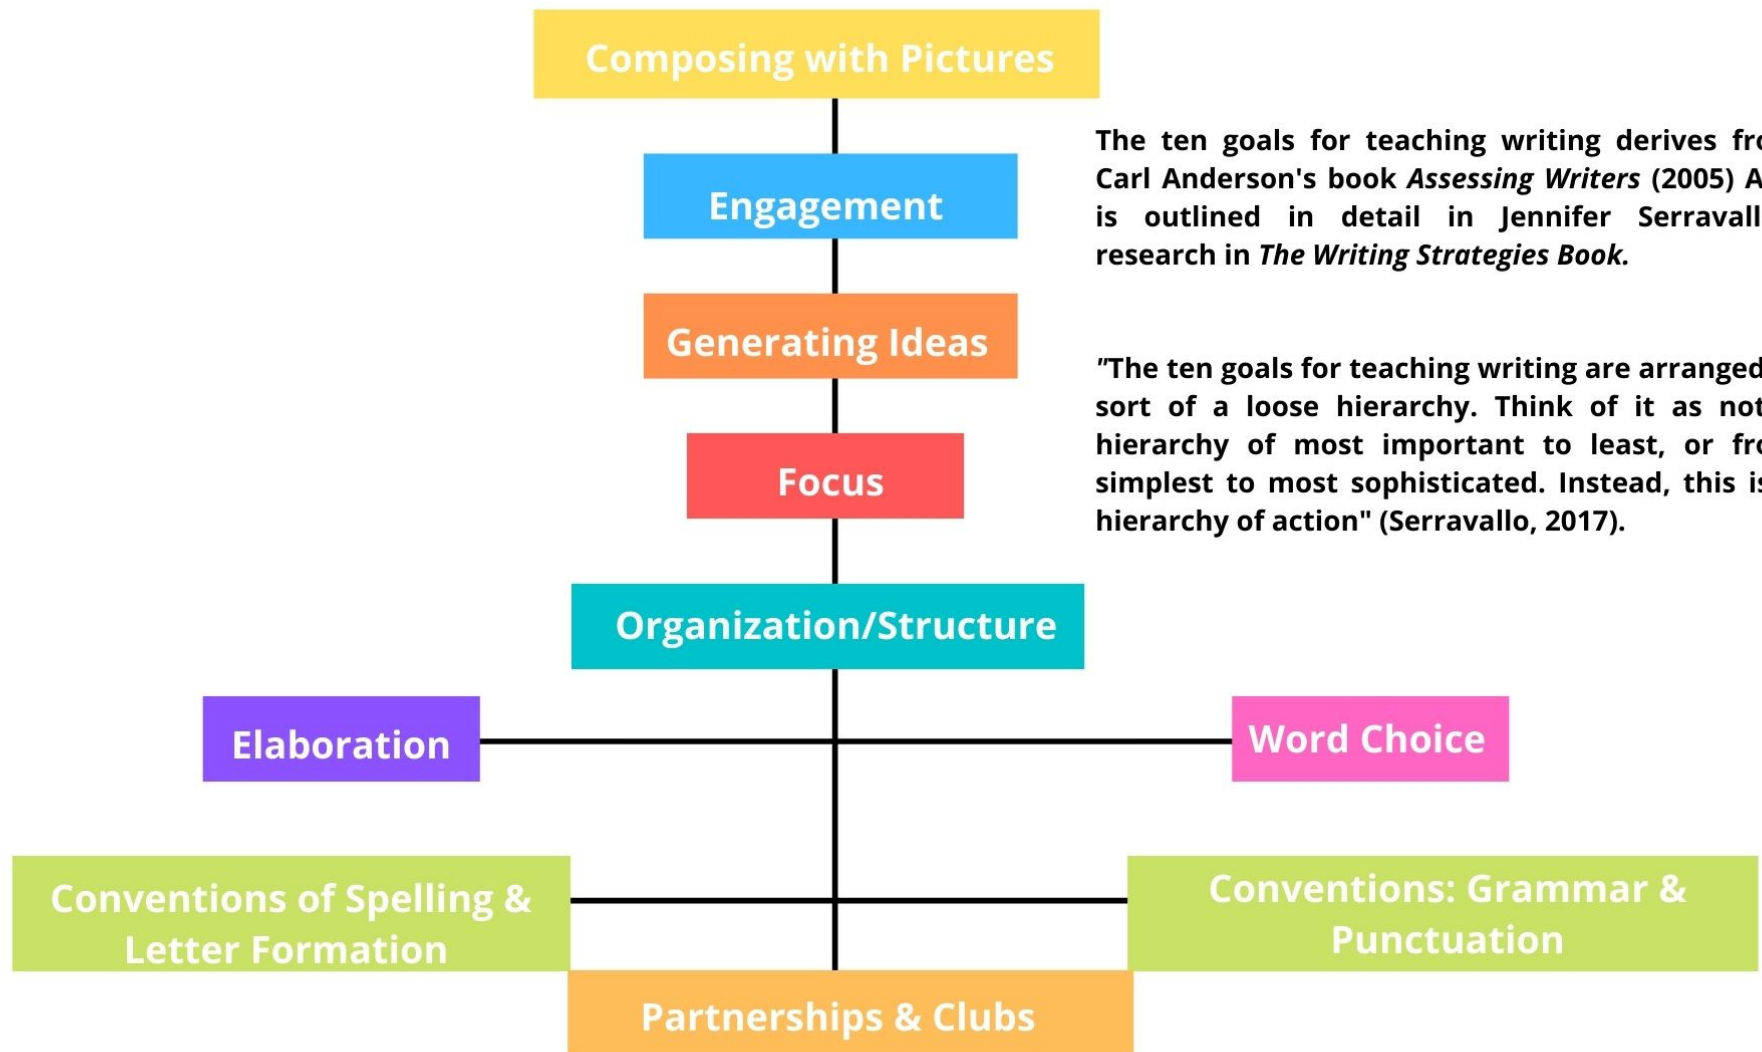 Composing with Pictures
Engagement
Generating Ideas
Focus
Organization/Structure
Elaboration
Word Choice
Conventions of Spelling &
Letter Formation
Conventions: Grammar &
Punctuation
Partnerships & Clubs
The ten goals for teaching writing derives
Carl Anderson's book Assessing Writers (2005)
is outlined in detail in Jennifer
research in The Writing Strategies Book.
"The ten goals for teaching writing are arranged
sort of a loose hierarchy. Think of it as not
hierarchy of most important to least, or
simplest to most sophisticated. Instead, this
hierarchy of action" (Serravallo, 2017).